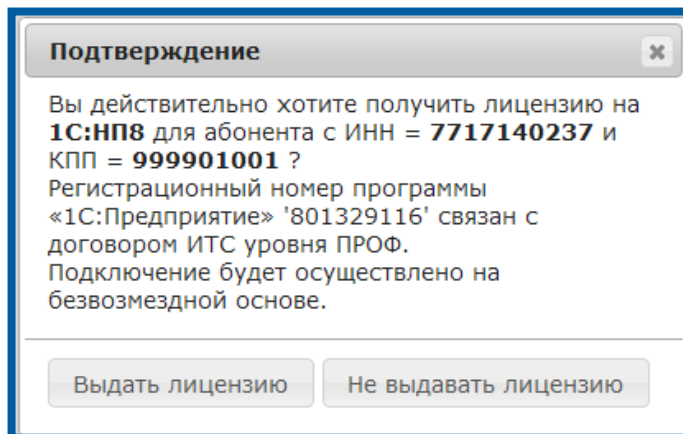 Подтверждение
Вы действительно хотите получить лицензию на
1С:НП8 для абонента с ИНН = 7717140237 и
КПП = 999901001 ?
Регистрационный номер программы
«1С:Предприятие» '801329116' связан с
договором ИТС уровня ПРОФ.
Подключение будет осуществлено на
безвозмездной основе.
Выдать лицензию Не выдавать лицензию